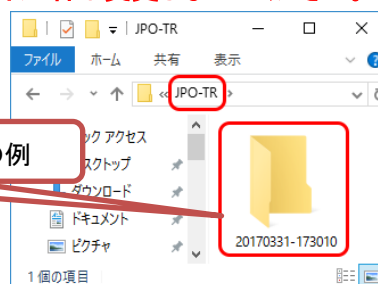 JPO-TR
ファイル ホーム 共有 表示
« JPO-TR
ック アクセス
の例
スクトップ
ダウンロード
ドキュメント
ピクチャ
20170331-173010
1 個の項目